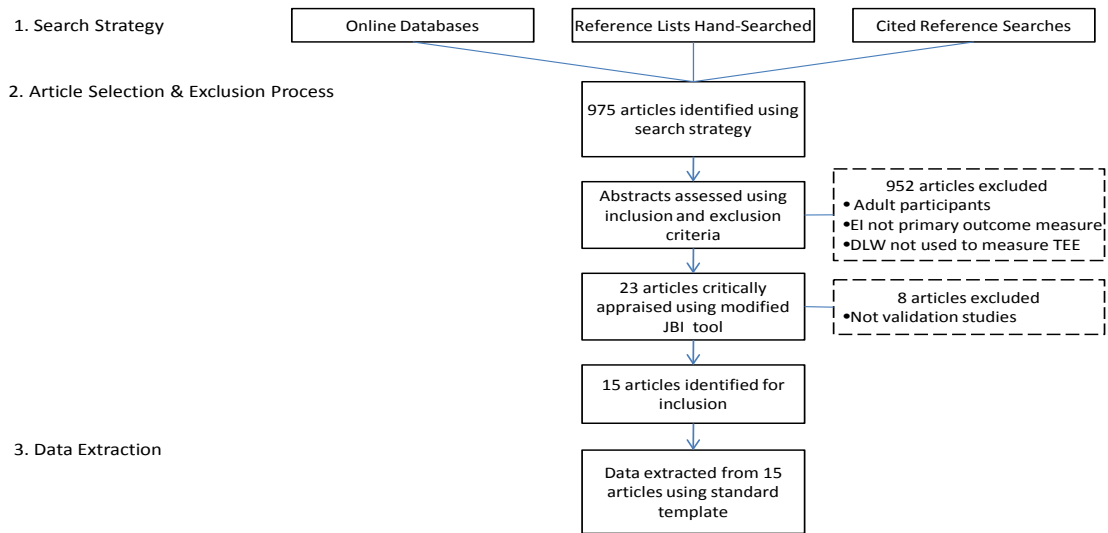 1. Search Strategy
Online Databases
Reference Lists Hand-Searched
Cited Reference Searches
2. Article Selection & Exclusion Process
975 articles identified using
search strategy
Abstracts assessed using
inclusion and exclusion
criteria
952 articles excluded
• Adult participants
•EI not primary outcome measure
•DLW not used to measure TEE
23 articles critically
appraised using modified
JBI tool
8 articles excluded
•Not validation studies
15 articles identified for
inclusion
3. Data Extraction
Data extracted from 15
articles using standard
template